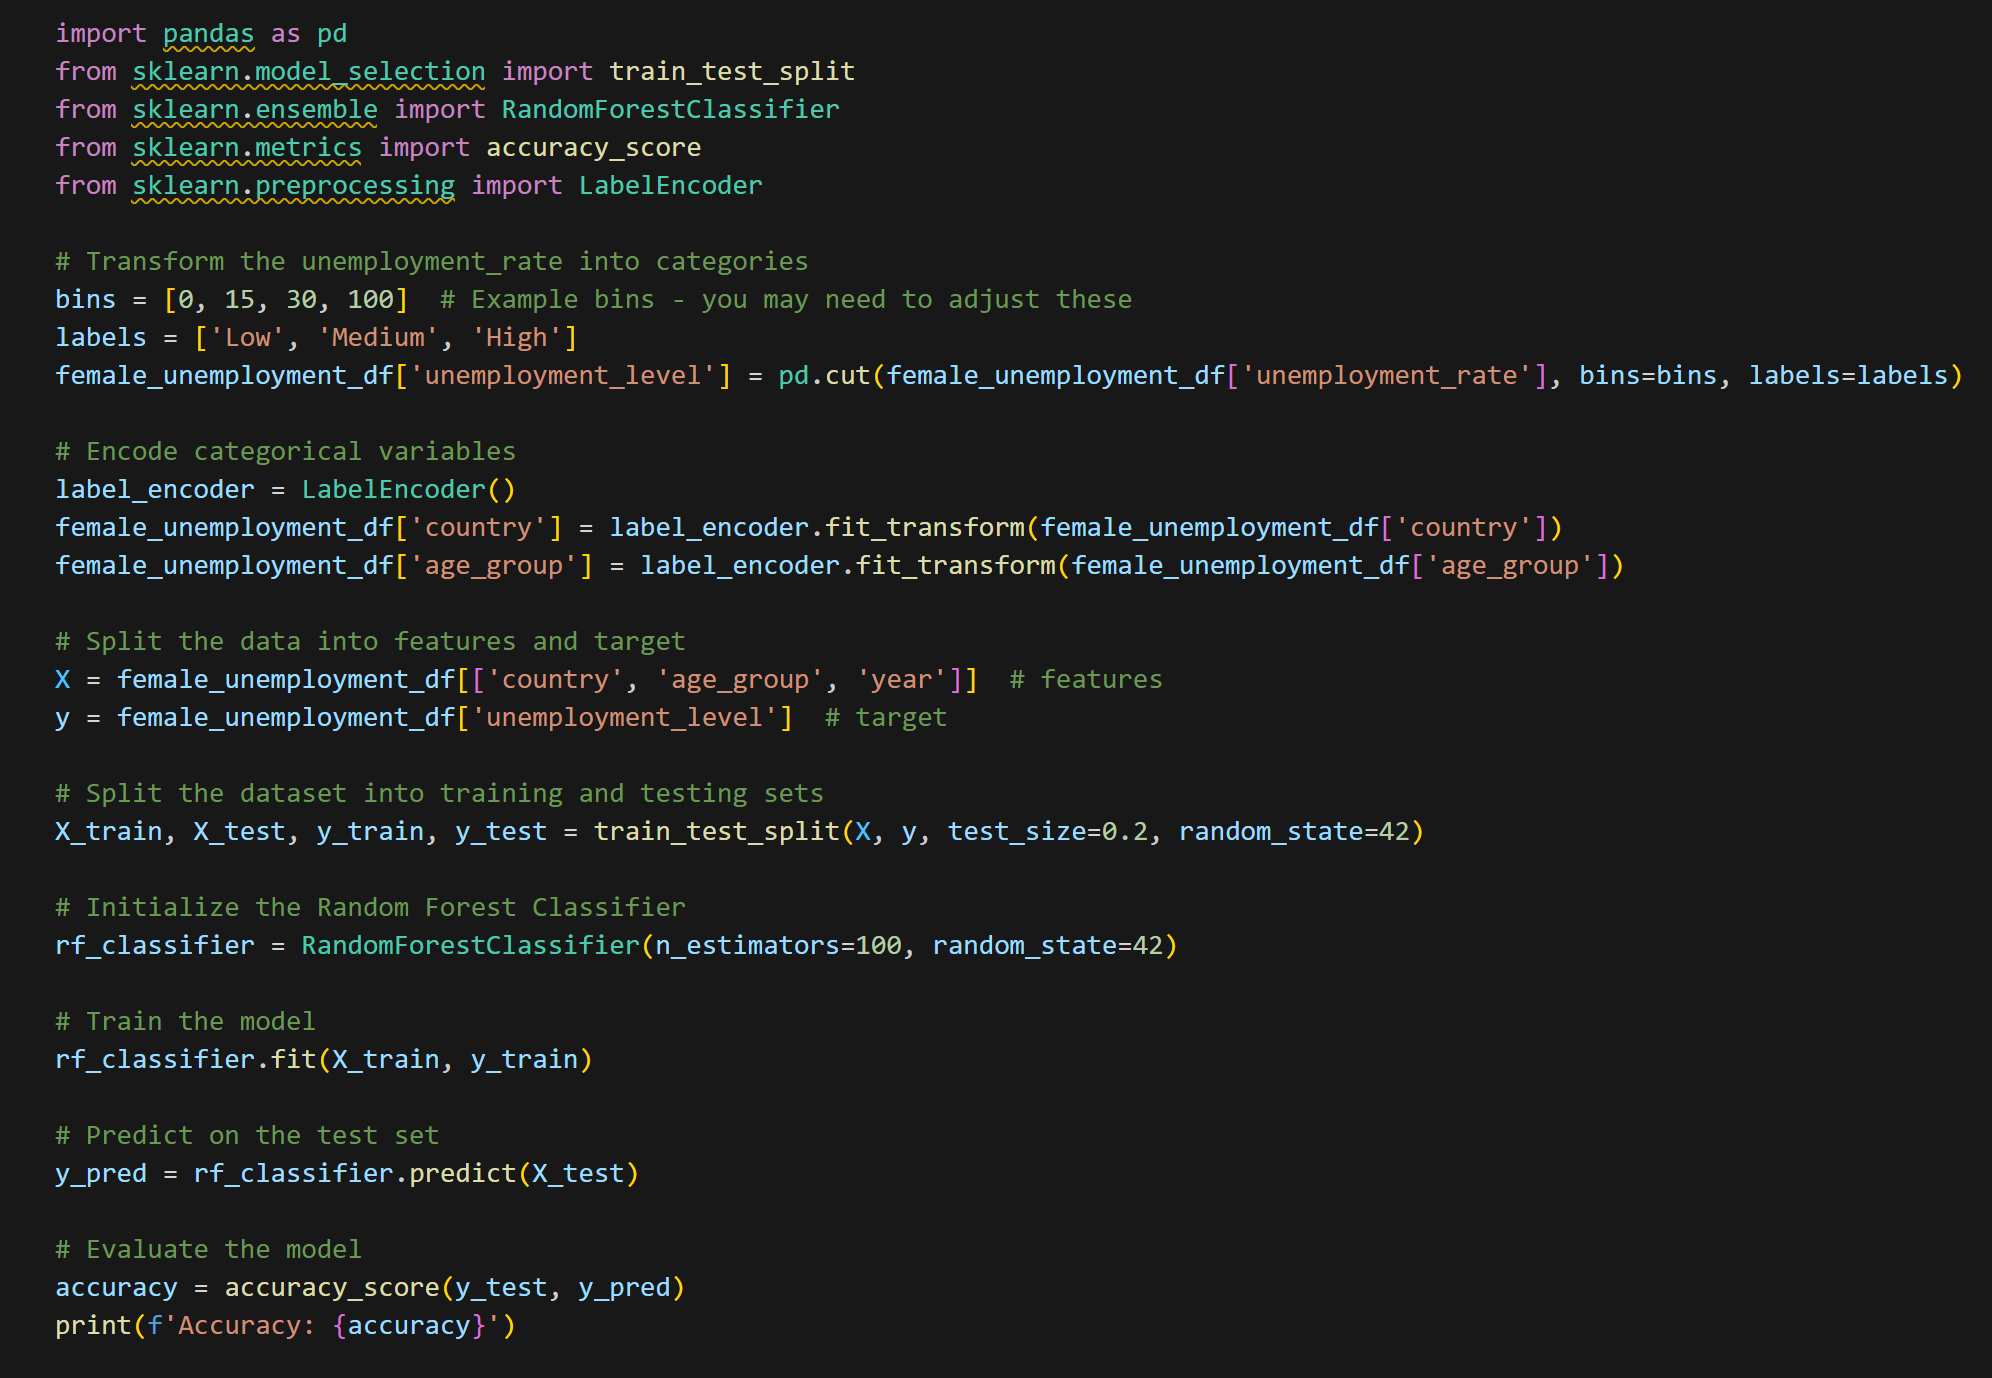 import pandas as pd
from sklearn.model_selection import train_test_split
from sklearn.ensemble import RandomForestClassifier
from sklearn.metrics import accuracy_score
from sklearn.preprocessing import LabelEncoder

# Transform the unemployment_rate into categories
bins = [0, 15, 30, 100]  # Example bins - you may need to adjust these
labels = ['Low', 'Medium', 'High']
female_unemployment_df['unemployment_level'] = pd.cut(female_unemployment_df['unemployment_rate'], bins=bins, labels=labels)

# Encode categorical variables
label_encoder = LabelEncoder()
female_unemployment_df['country'] = label_encoder.fit_transform(female_unemployment_df['country'])
female_unemployment_df['age_group'] = label_encoder.fit_transform(female_unemployment_df['age_group'])

# Split the data into features and target
X = female_unemployment_df[['country', 'age_group', 'year']]  # features
y = female_unemployment_df['unemployment_level']  # target

# Split the dataset into training and testing sets
X_train, X_test, y_train, y_test = train_test_split(X, y, test_size=0.2, random_state=42)

# Initialize the Random Forest Classifier
rf_classifier = RandomForestClassifier(n_estimators=100, random_state=42)

# Train the model
rf_classifier.fit(X_train, y_train)

# Predict on the test set
y_pred = rf_classifier.predict(X_test)

# Evaluate the model
accuracy = accuracy_score(y_test, y_pred)
print(f'Accuracy: {accuracy}')